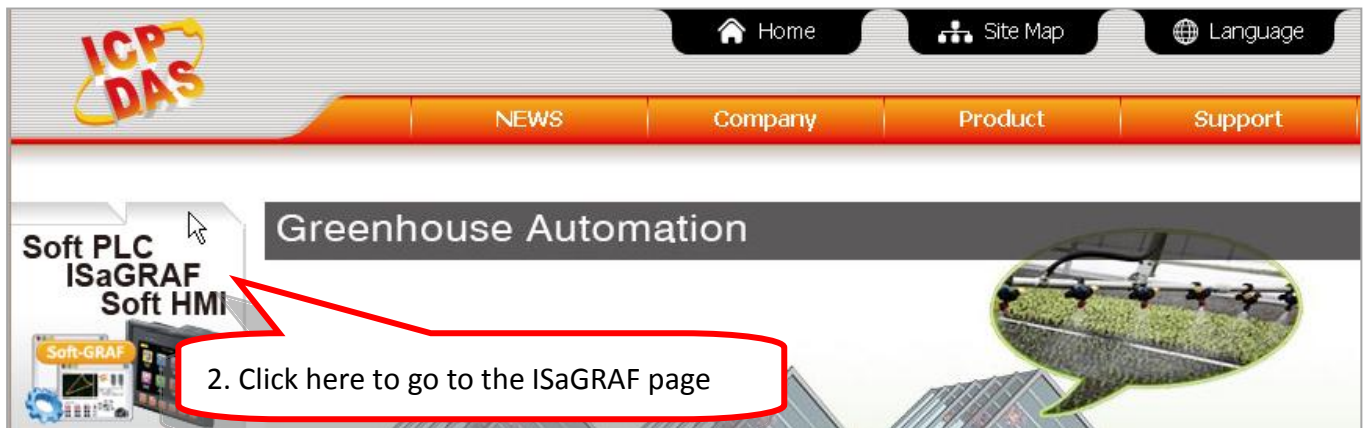 ICP
DAS
Home
Site Map
Language
NEWS
Company
Product
Support
Greenhouse Automation
Soft PLC
ISaGRAF
Soft HMI
Soft-GRAF
2. Click here to go to the ISaGRAF page